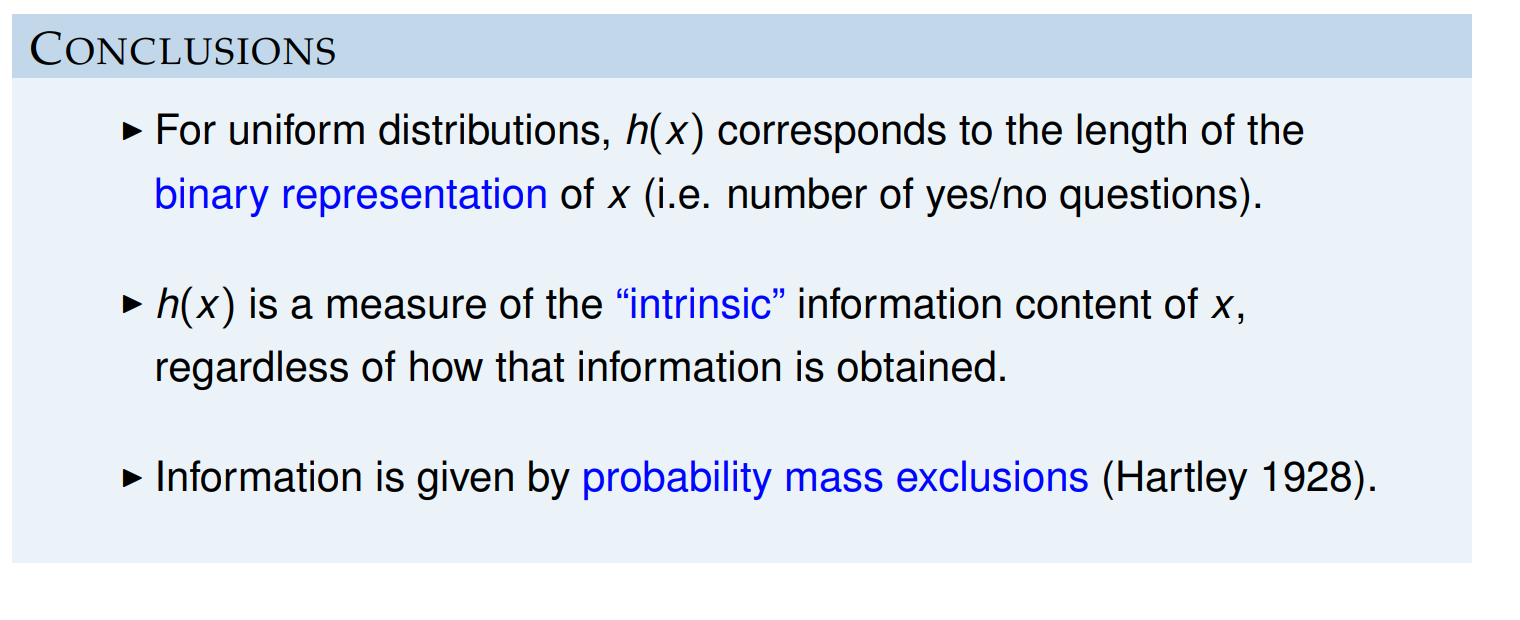 CONCLUSIONS
▶ For uniform distributions, h(x) corresponds to the length of the
binary representation of x (i.e. number of yes/no questions).
▶ h(x) is a measure of the “intrinsic” information content of x,
regardless of how that information is obtained.
▶ Information is given by probability mass exclusions (Hartley 1928).